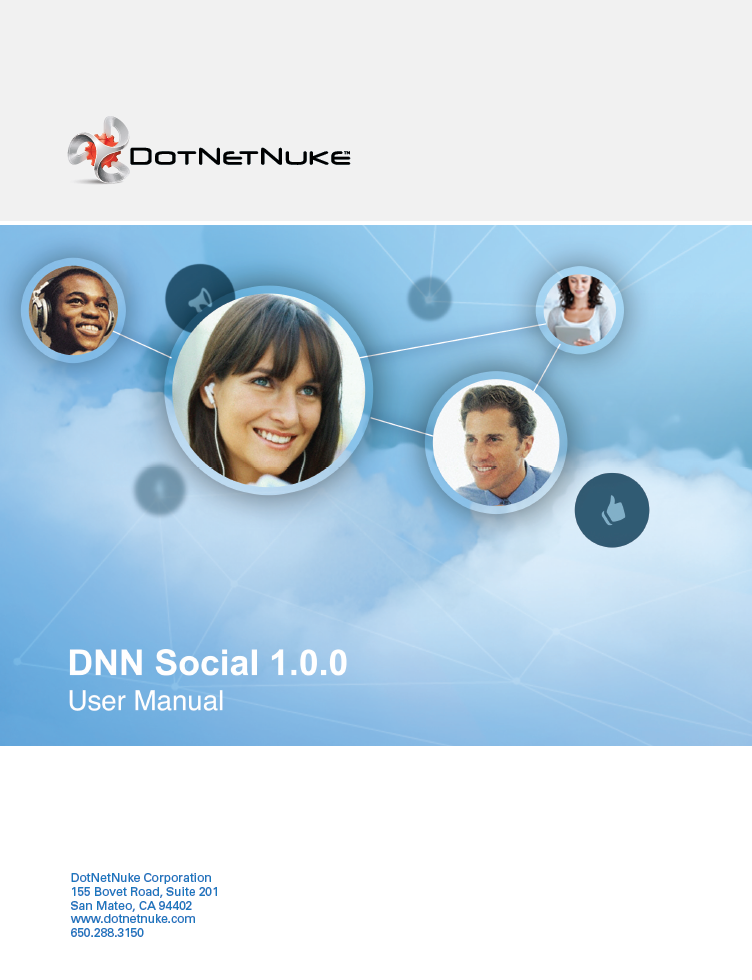 DOTNETNUKE™
DNN Social 1.0.0
User Manual
DotNetNuke Corporation
155 Bovet Road, Suite 201
San Mateo, CA 94402
www.dotnetnuke.com
650.288.3150